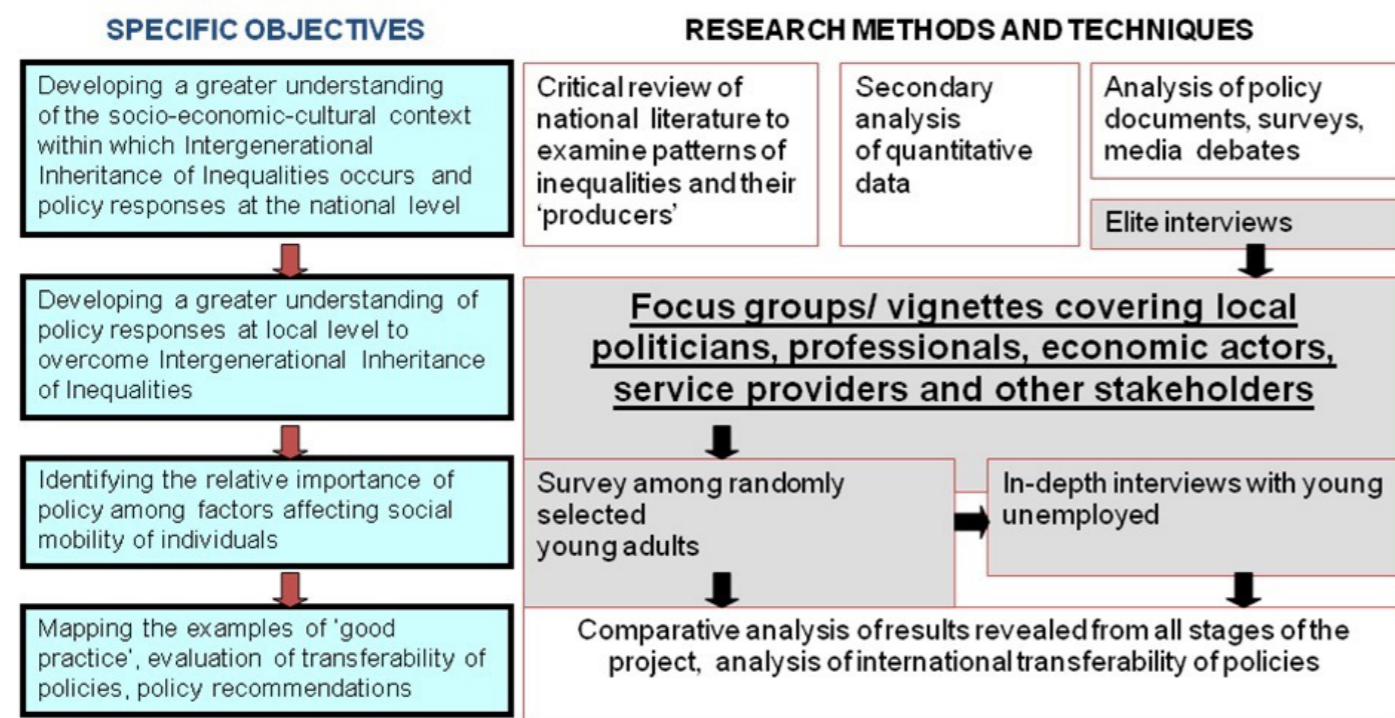 SPECIFIC OBJECTIVES
RESEARCH METHODS AND TECHNIQUES
Developing a greater understanding
of the socio-economic-cultural context
within which Intergenerational
Inheritance of Inequalities occurs and
policy responses at the national level
Critical review of
national literature to
examine patterns of
inequalities and their
‘producers’
Secondary
analysis
of quantitative
data
Analysis of policy
documents, surveys,
media debates
Elite interviews
Developing a greater understanding of
policy responses at local level to
overcome Intergenerational Inheritance
of Inequalities
Focus groups/ vignettes covering local
politicians, professionals, economic actors,
service providers and other stakeholders
Identifying the relative importance of
policy among factors affecting social
mobility of individuals
Survey among randomly
selected
young adults
In-depth interviews with young
unemployed
Mapping the examples of ‘good
practice’, evaluation of transferability of
policies, policy recommendations
Comparative analysis of results revealed from all stages of the
project, analysis of international transferability of policies